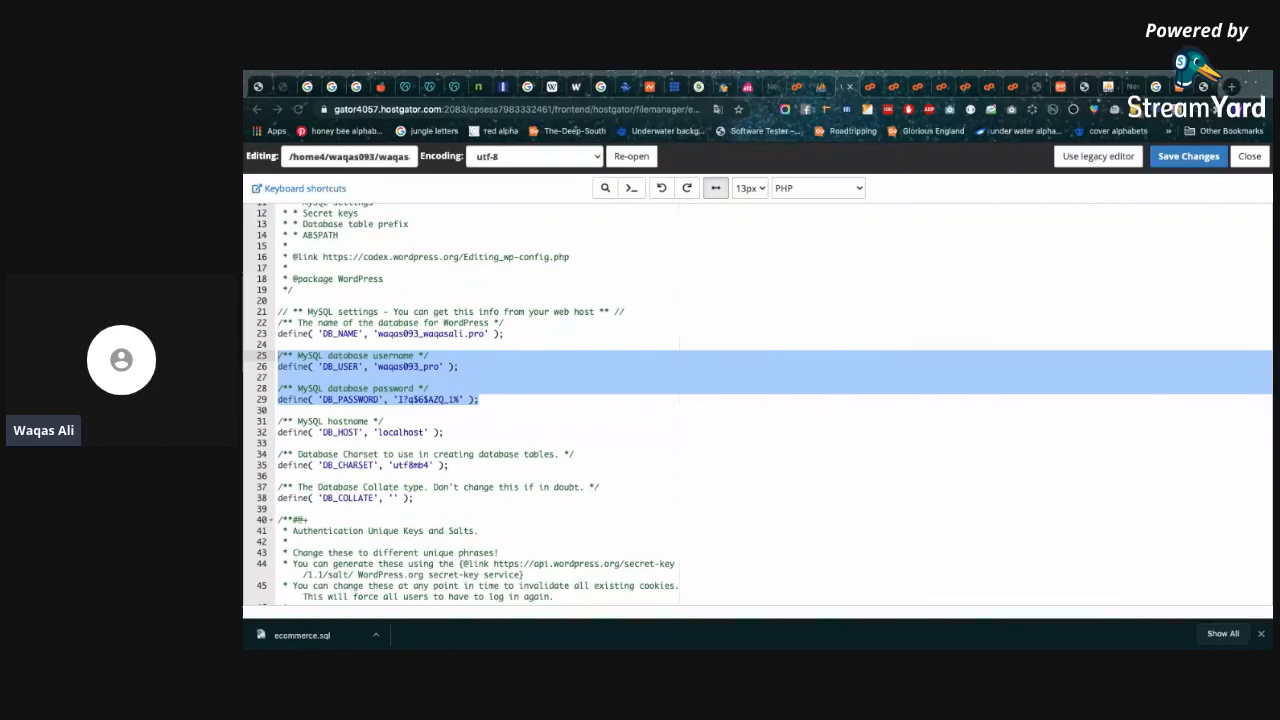 Powered by
StreamYard
gator4057.hostgator.com:2083/cpsess7983332461/frontend/hostgator/filemanager/e...
Apps honey bee alphab... jungle letters red alpha The-Deep-South Underwater backg... Software Tester-... Roadtripping Glorious England under water alpha... cover alphabets » Other Bookmarks
Editing: /home4/waqas093/waqas Encoding: utf-8 Re-open Use legacy editor Save Changes Close
Keyboard shortcuts 13px PHP
12 * * Secret keys
13 * * Database table prefix
14 * * ABSPATH
15 *
16 * @link https://codex.wordpress.org/Editing_wp-config.php
17 *
18 * @package WordPress
19 */
20
21 // ** MySQL settings - You can get this info from your web host ** //
22 /** The name of the database for WordPress */
23 define( 'DB_NAME', 'waqas093_waqasali.pro' );
24
25 /** MySQL database username */
26 define( 'DB_USER', 'waqas093_pro' );
27
28 /** MySQL database password */
29 define( 'DB_PASSWORD', 'I?q$6$AZQ_1%' );
30
31 /** MySQL hostname */
32 define( 'DB_HOST', 'localhost' );
33
34 /** Database Charset to use in creating database tables. */
35 define( 'DB_CHARSET', 'utf8mb4' );
36
37 /** The Database Collate type. Don't change this if in doubt. */
38 define( 'DB_COLLATE', '' );
39
40 /**#@+
41 * Authentication Unique Keys and Salts.
42 *
43 * Change these to different unique phrases!
44 * You can generate these using the {@link https://api.wordpress.org/secret-key
/1.1/salt/ WordPress.org secret-key service}
45 * You can change these at any point in time to invalidate all existing cookies.
This will force all users to have to log in again.
Waqas Ali
ecommerce.sql Show All